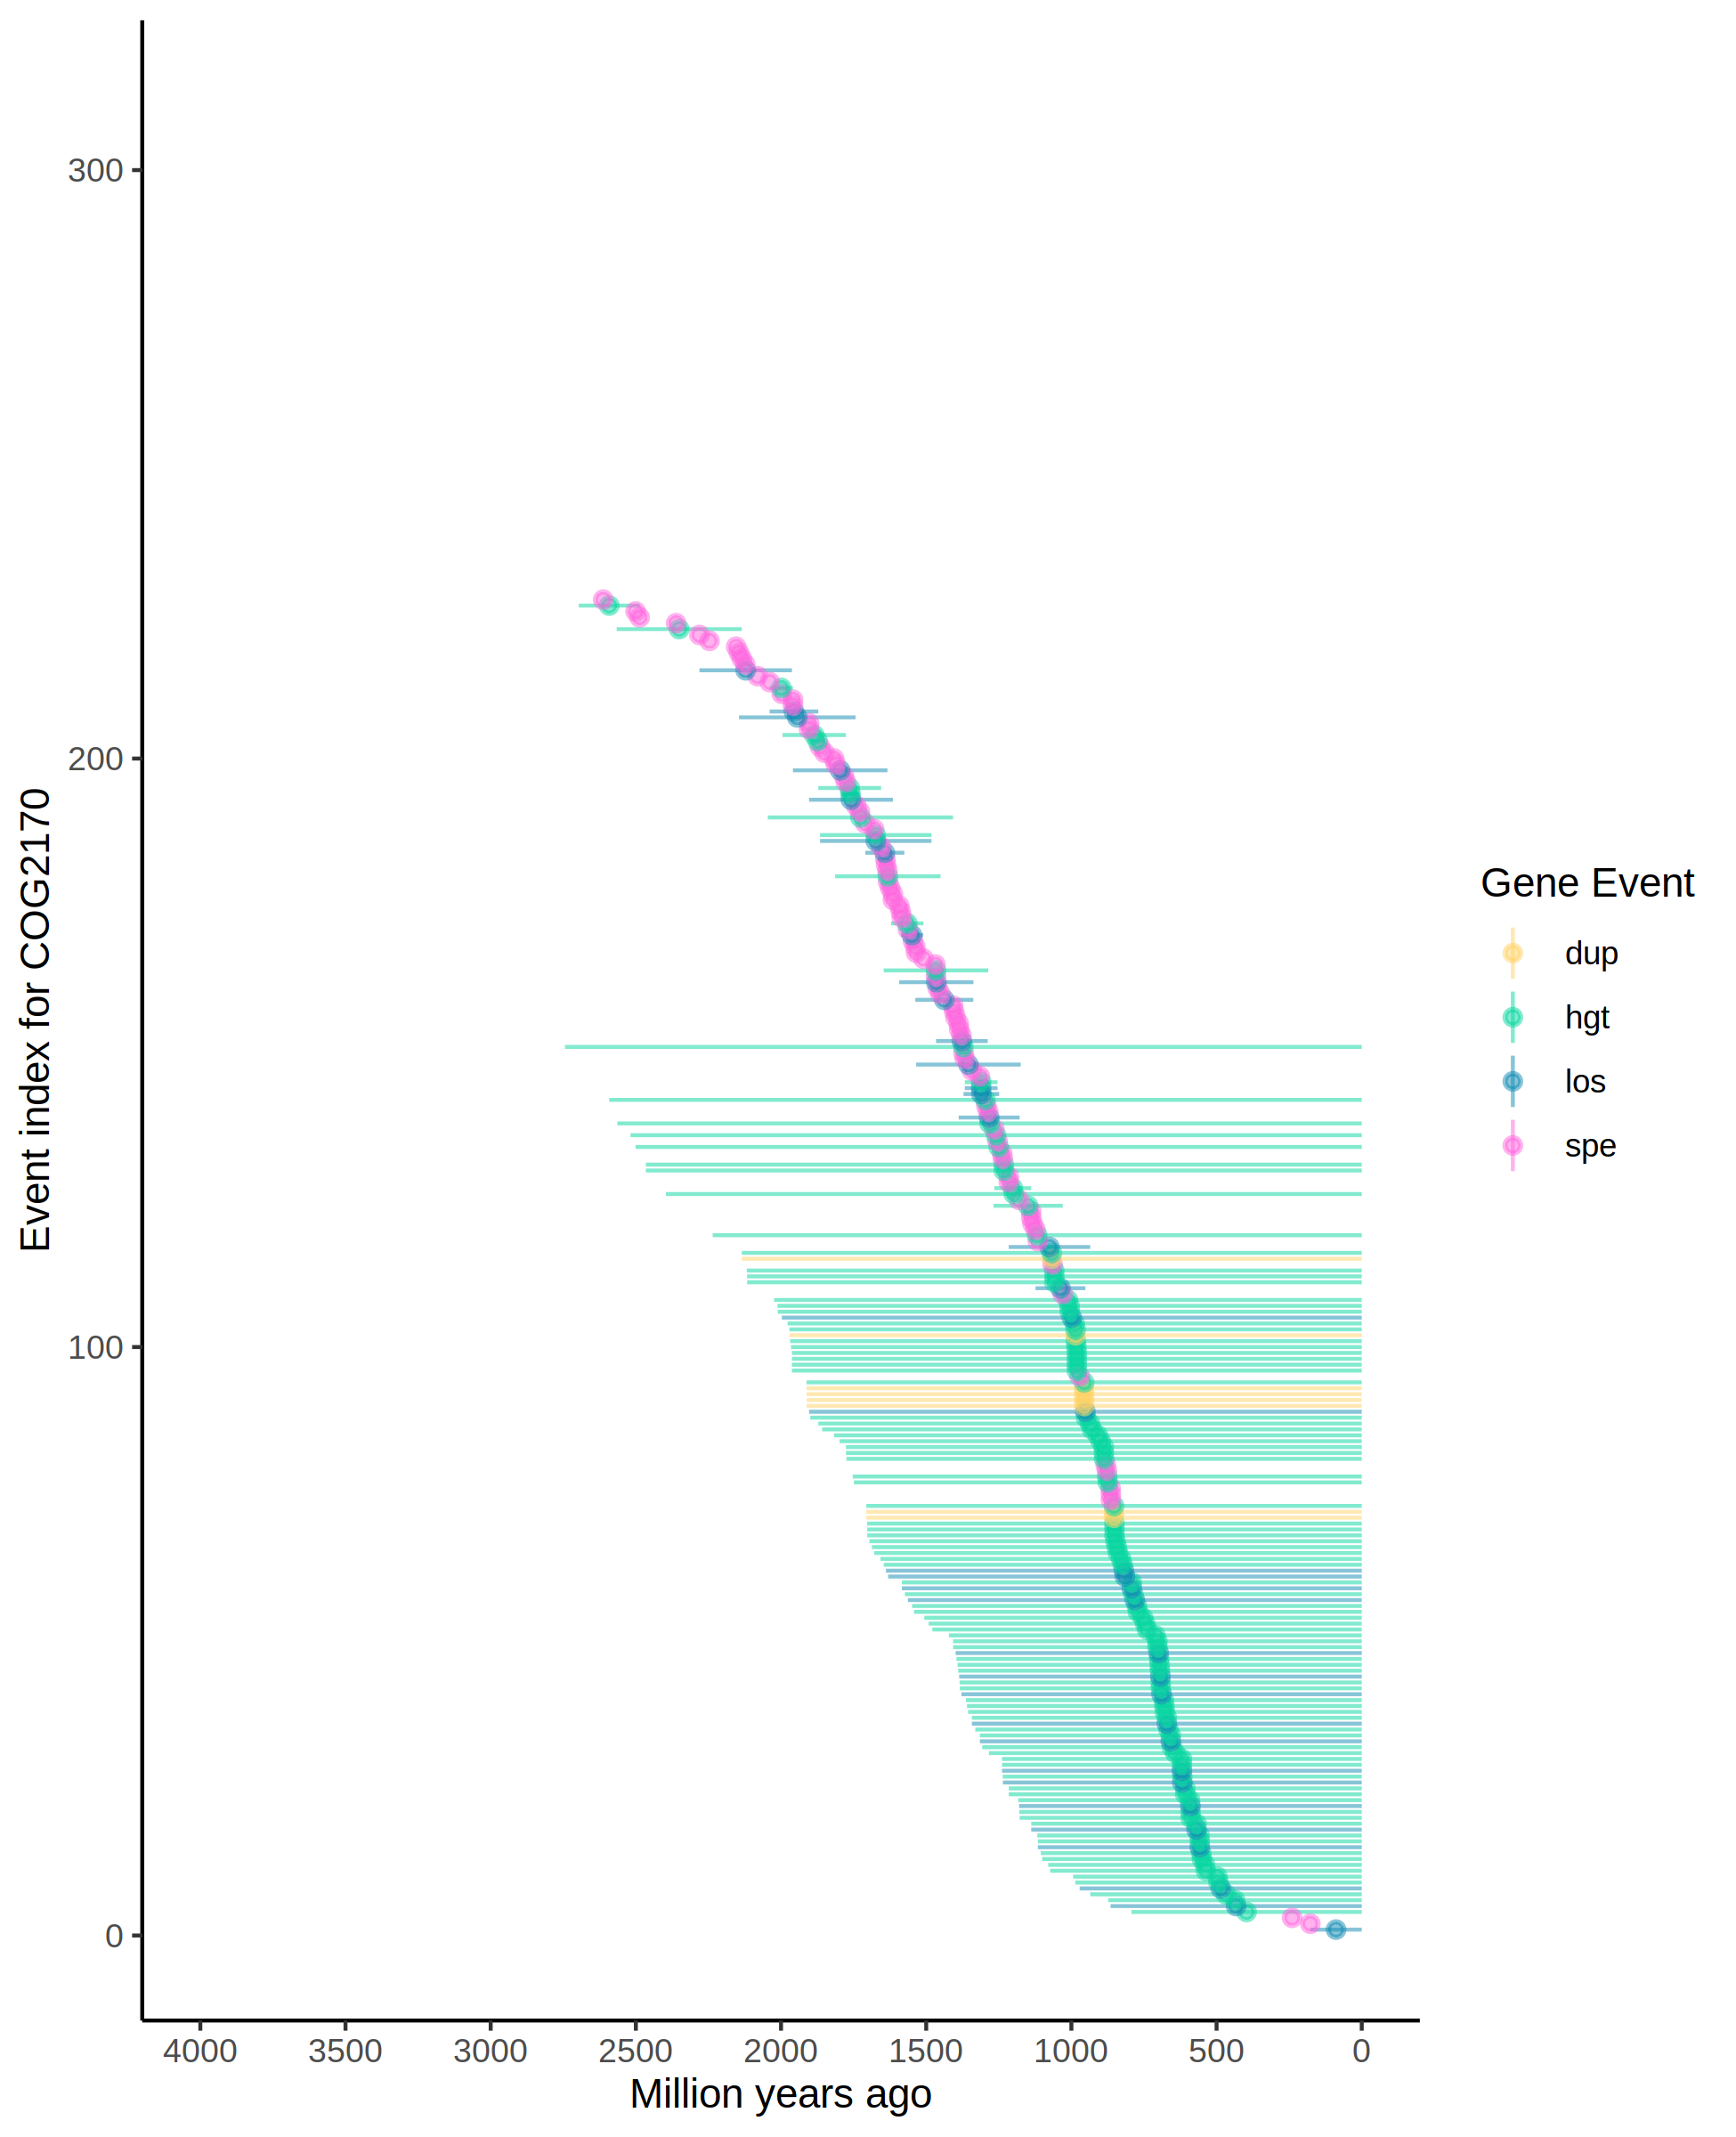 Event index for COG2170
300
200
100
0
4000 3500 3000 2500 2000 1500 1000 500 0
Million years ago
Gene Event
dup
hgt
los
spe